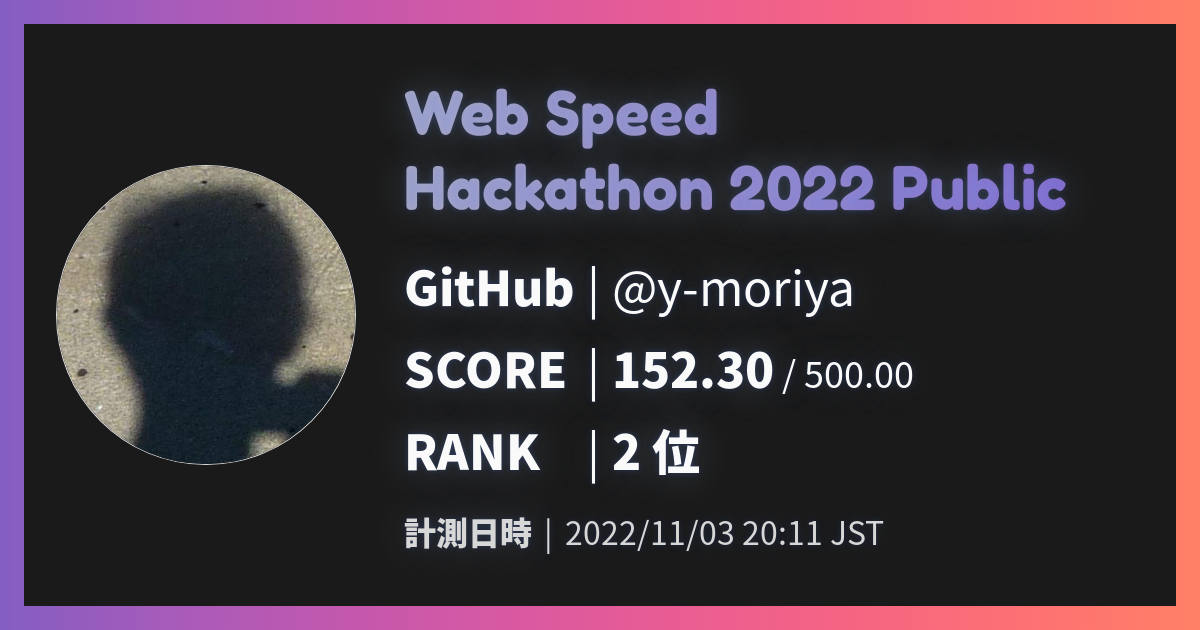 Web Speed
Hackathon 2022 Public
GitHub | @y-moriya
SCORE | 152.30 / 500.00
RANK | 2 位
計測日時 | 2022/11/03 20:11 JST